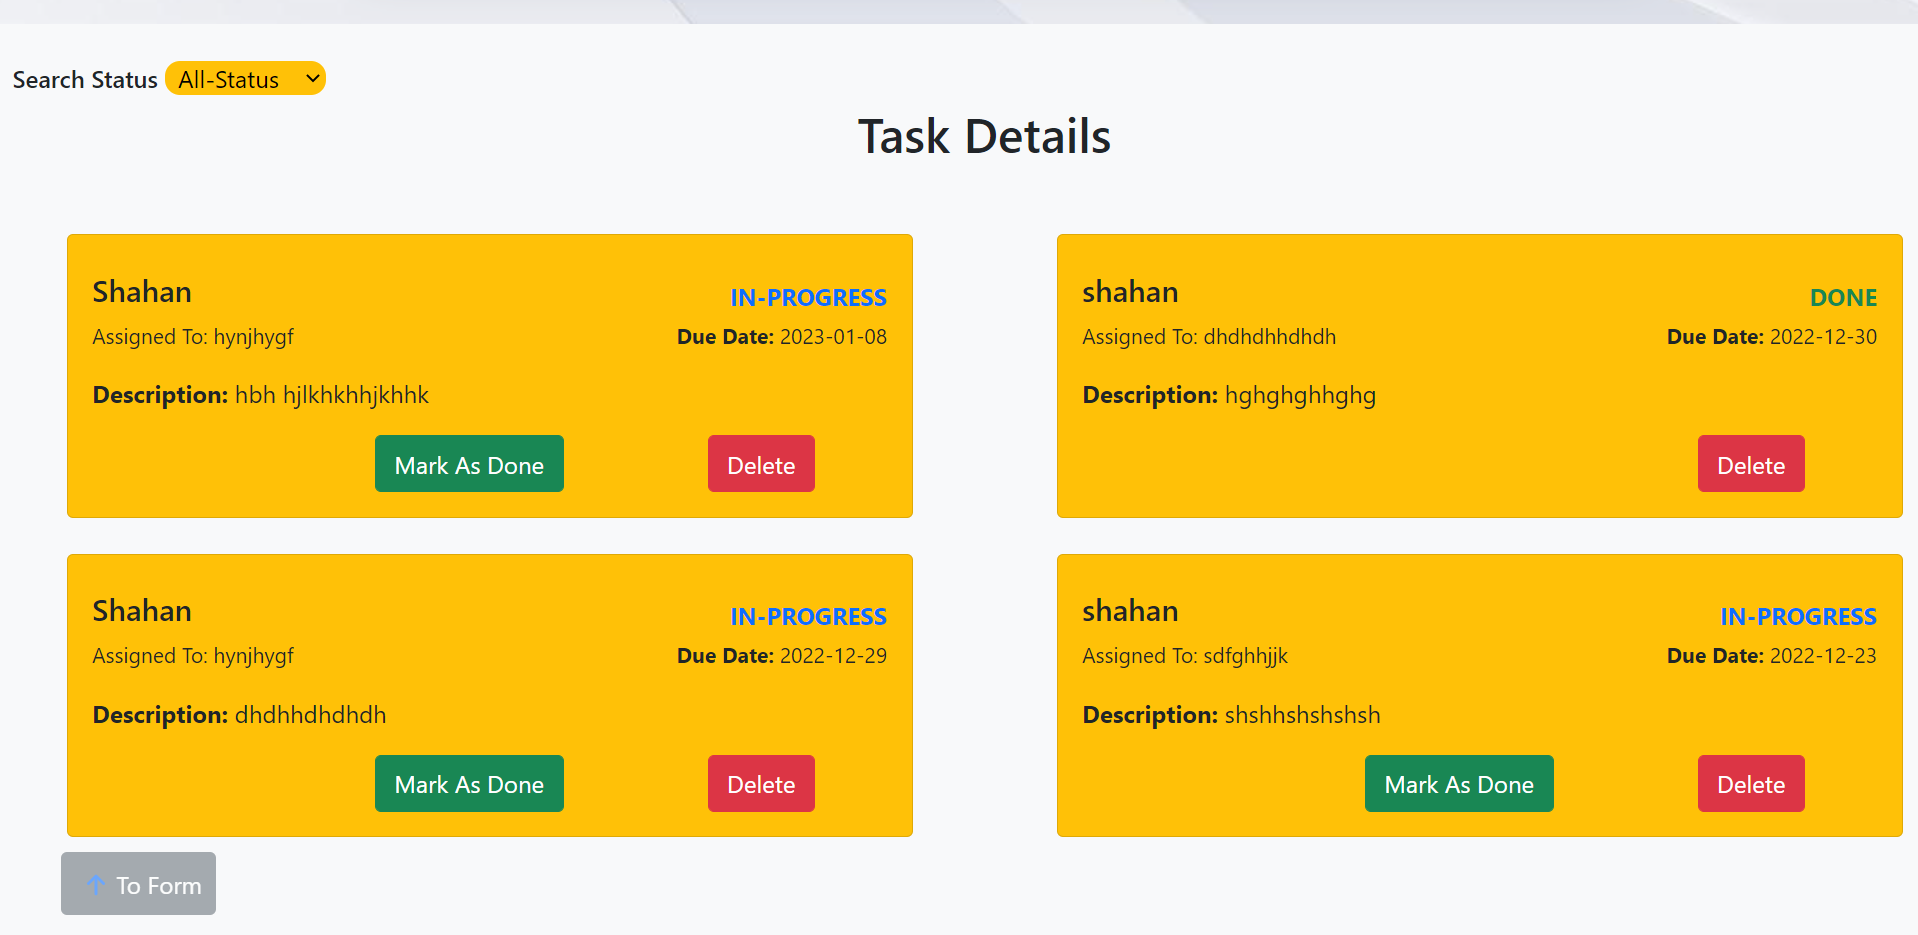 Search Status All-Status
Task Details
Shahan
IN-PROGRESS
Assigned To: hynjhygf
Due Date: 2023-01-08
Description: hbh hjlkhkhhjkhhk
Mark As Done
Delete
shahan
DONE
Assigned To: dhdhdhhdhdh
Due Date: 2022-12-30
Description: hghghghhghg
Delete
Shahan
IN-PROGRESS
Assigned To: hynjhygf
Due Date: 2022-12-29
Description: dhdhhdhdhdh
Mark As Done
Delete
shahan
IN-PROGRESS
Assigned To: sdfghhjjk
Due Date: 2022-12-23
Description: shshhshshshsh
Mark As Done
Delete
To Form